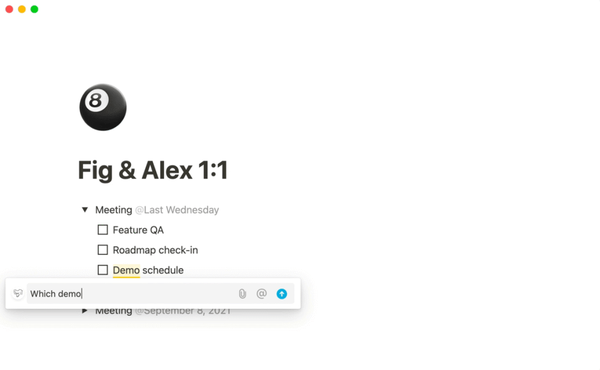 8
Fig & Alex 1:1
Meeting @Last Wednesday
Feature QA
Roadmap check-in
Demo schedule
Which demo
Meeting @September 8, 2021